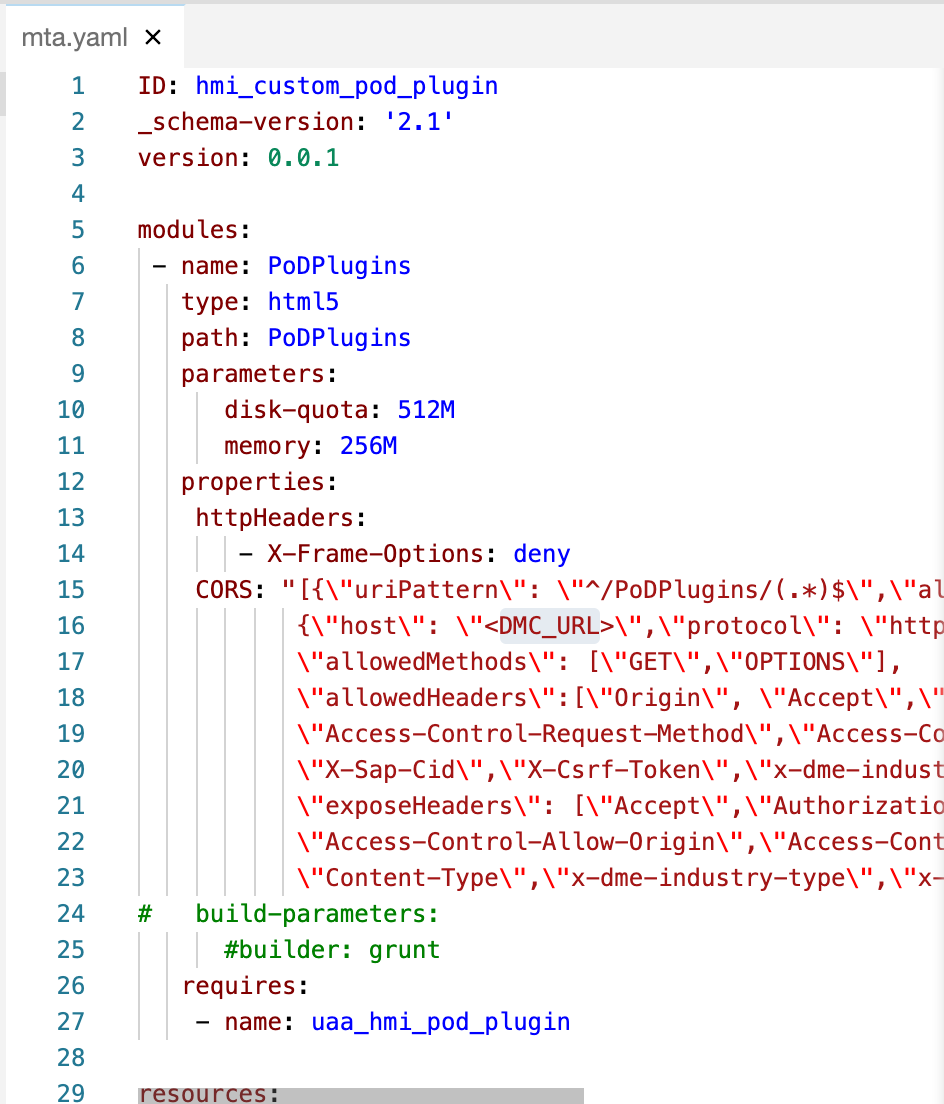 mta.yaml ×
1 ID: hmi_custom_pod_plugin
2 _schema-version: '2.1'
3 version: 0.0.1
4
5 modules:
6 - name: PoDPlugins
7 type: html5
8 path: PoDPlugins
9 parameters:
10 disk-quota: 512M
11 memory: 256M
12 properties:
13 httpHeaders:
14 - X-Frame-Options: deny
15 CORS: "[{\"uriPattern\": \"^/PoDPlugins/(.*)$\",\"al
16 {\"host\": \"<DMC_URL>\",\"protocol\": \"http
17 \"allowedMethods\": [\"GET\",\"OPTIONS\"],
18 \"allowedHeaders\":[\"Origin\", \"Accept\",\"
19 \"Access-Control-Request-Method\",\"Access-Co
20 \"X-Sap-Cid\",\"X-Csrf-Token\",\"x-dme-indust
21 \"exposeHeaders\": [\"Accept\",\"Authorizatio
22 \"Access-Control-Allow-Origin\",\"Access-Cont
23 \"Content-Type\",\"x-dme-industry-type\",\"x-
24 # build-parameters:
25 #builder: grunt
26 requires:
27 - name: uaa_hmi_pod_plugin
28
29 resources: